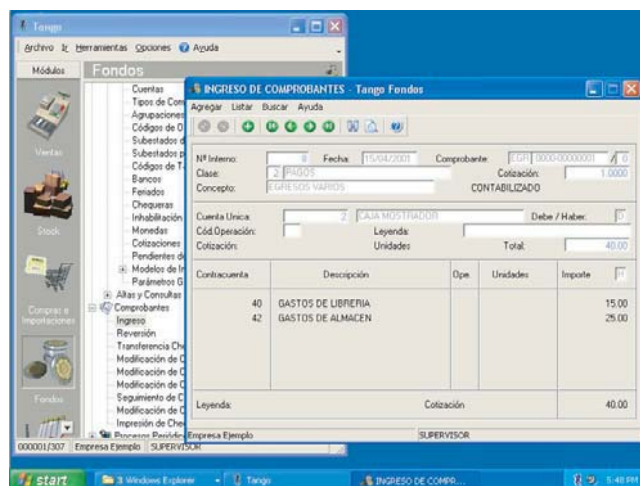 Tango
Archivo Ir Herramientas Opciones Ayuda
Módulos
Fondos
Ventas
Stock
Compras e
Importaciones
Fondos
Cuentas
Tipos de Com
Agrupaciones
Códigos de O
Subestados d
Subestados p
Códigos de T
Bancos
Feriados
Chequeras
Inhabilitación
Monedas
Cotizaciones
Pendientes d
Modelos de In
Parámetros G
Altas y Consultas
Comprobantes
Ingreso
Reversión
Transferencia Che
Modificación de C
Modificación de C
Modificación de C
Seguimiento de C
Modificación de C
Impresión de Che
Procesos Periódic
000001/307 Empresa Ejemplo SUPERVISO
INGRESO DE COMPROBANTES - Tango Fondos
Agregar Listar Buscar Ayuda
Nº Interno: 8 Fecha: 15/04/2001 Comprobante: EGR 0000-00000001 / 0
Clase: 2 PAGOS Cotización: 1.0000
Concepto: EGRESOS VARIOS CONTABILIZADO
Cuenta Unica: 2 CAJA MOSTRADOR Debe / Haber: D
Cód.Operación: Leyenda:
Cotización: Unidades Total: 40.00
Contracuenta Descripción Ope. Unidades Importe H
40 GASTOS DE LIBRERIA 15.00
42 GASTOS DE ALMACEN 25.00
Leyenda: Cotización 40.00
Empresa Ejemplo SUPERVISOR
start 3 Windows Explorer Tango INGRESO DE COMPR... 5:48 PM